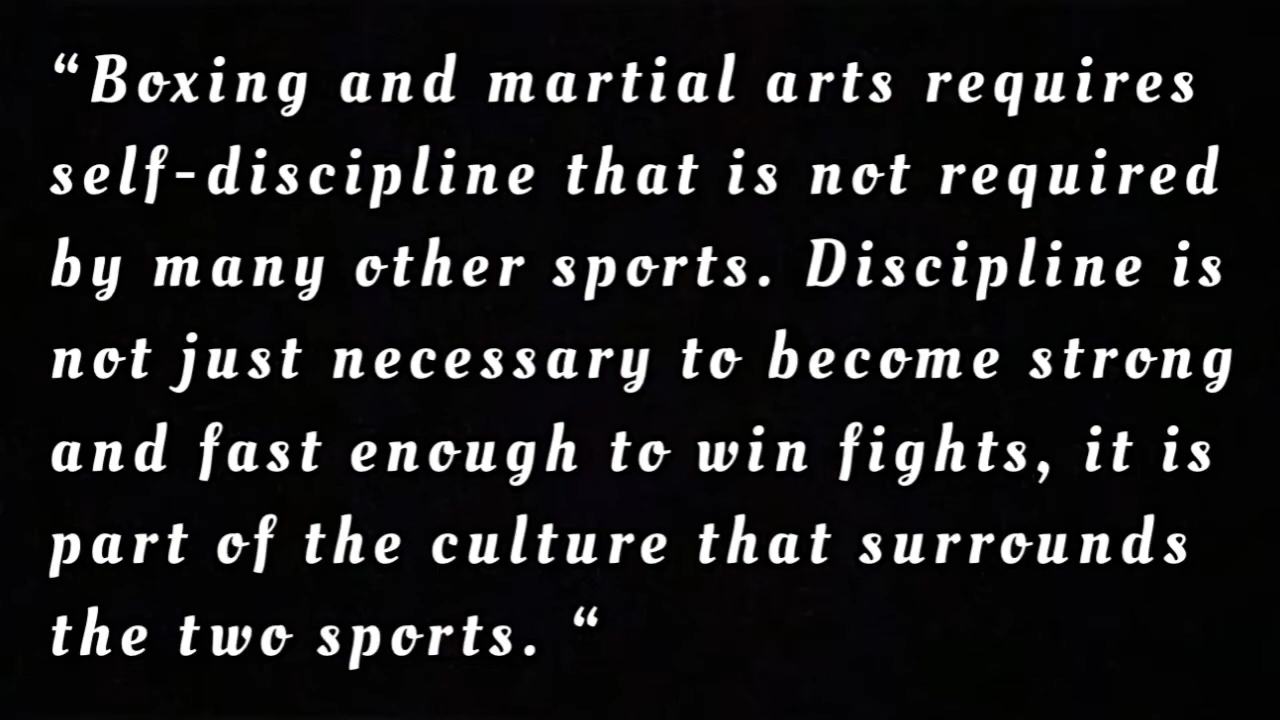 “Boxing and martial arts requires
self-discipline that is not required
by many other sports. Discipline is
not just necessary to become strong
and fast enough to win fights, it is
part of the culture that surrounds
the two sports. “